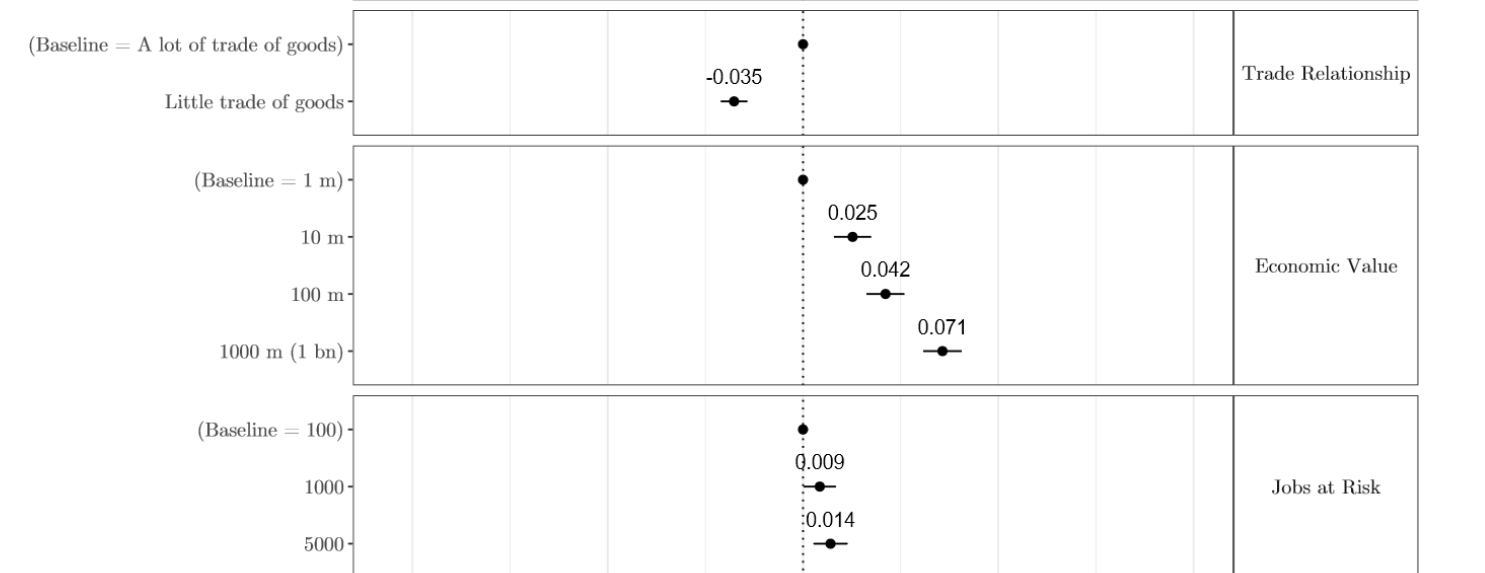 (Baseline = A lot of trade of goods)
-0.035
Little trade of goods
Trade Relationship
(Baseline = 1 m)
0.025
10 m
0.042
100 m
0.071
1000 m (1 bn)
Economic Value
(Baseline = 100)
0.009
1000
0.014
5000
Jobs at Risk